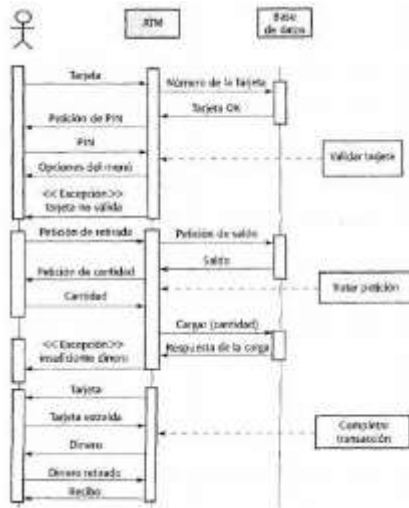 ATM
Base
de datos
Tarjeta
Número de la tarjeta
Tarjeta OK
Petición de PIN
PIN
Validar tarjeta
Opciones del menú
<< Excepción>>
tarjeta no válida
Petición de retirada
Petición de saldo
Saldo
Petición de cantidad
Tratar petición
Cantidad
Cargar (cantidad)
<< Excepción>>
insuficiente dinero
Respuesta de la carga
Tarjeta
Tarjeta extraída
Completar
transacción
Dinero
Dinero retirado
Recibo